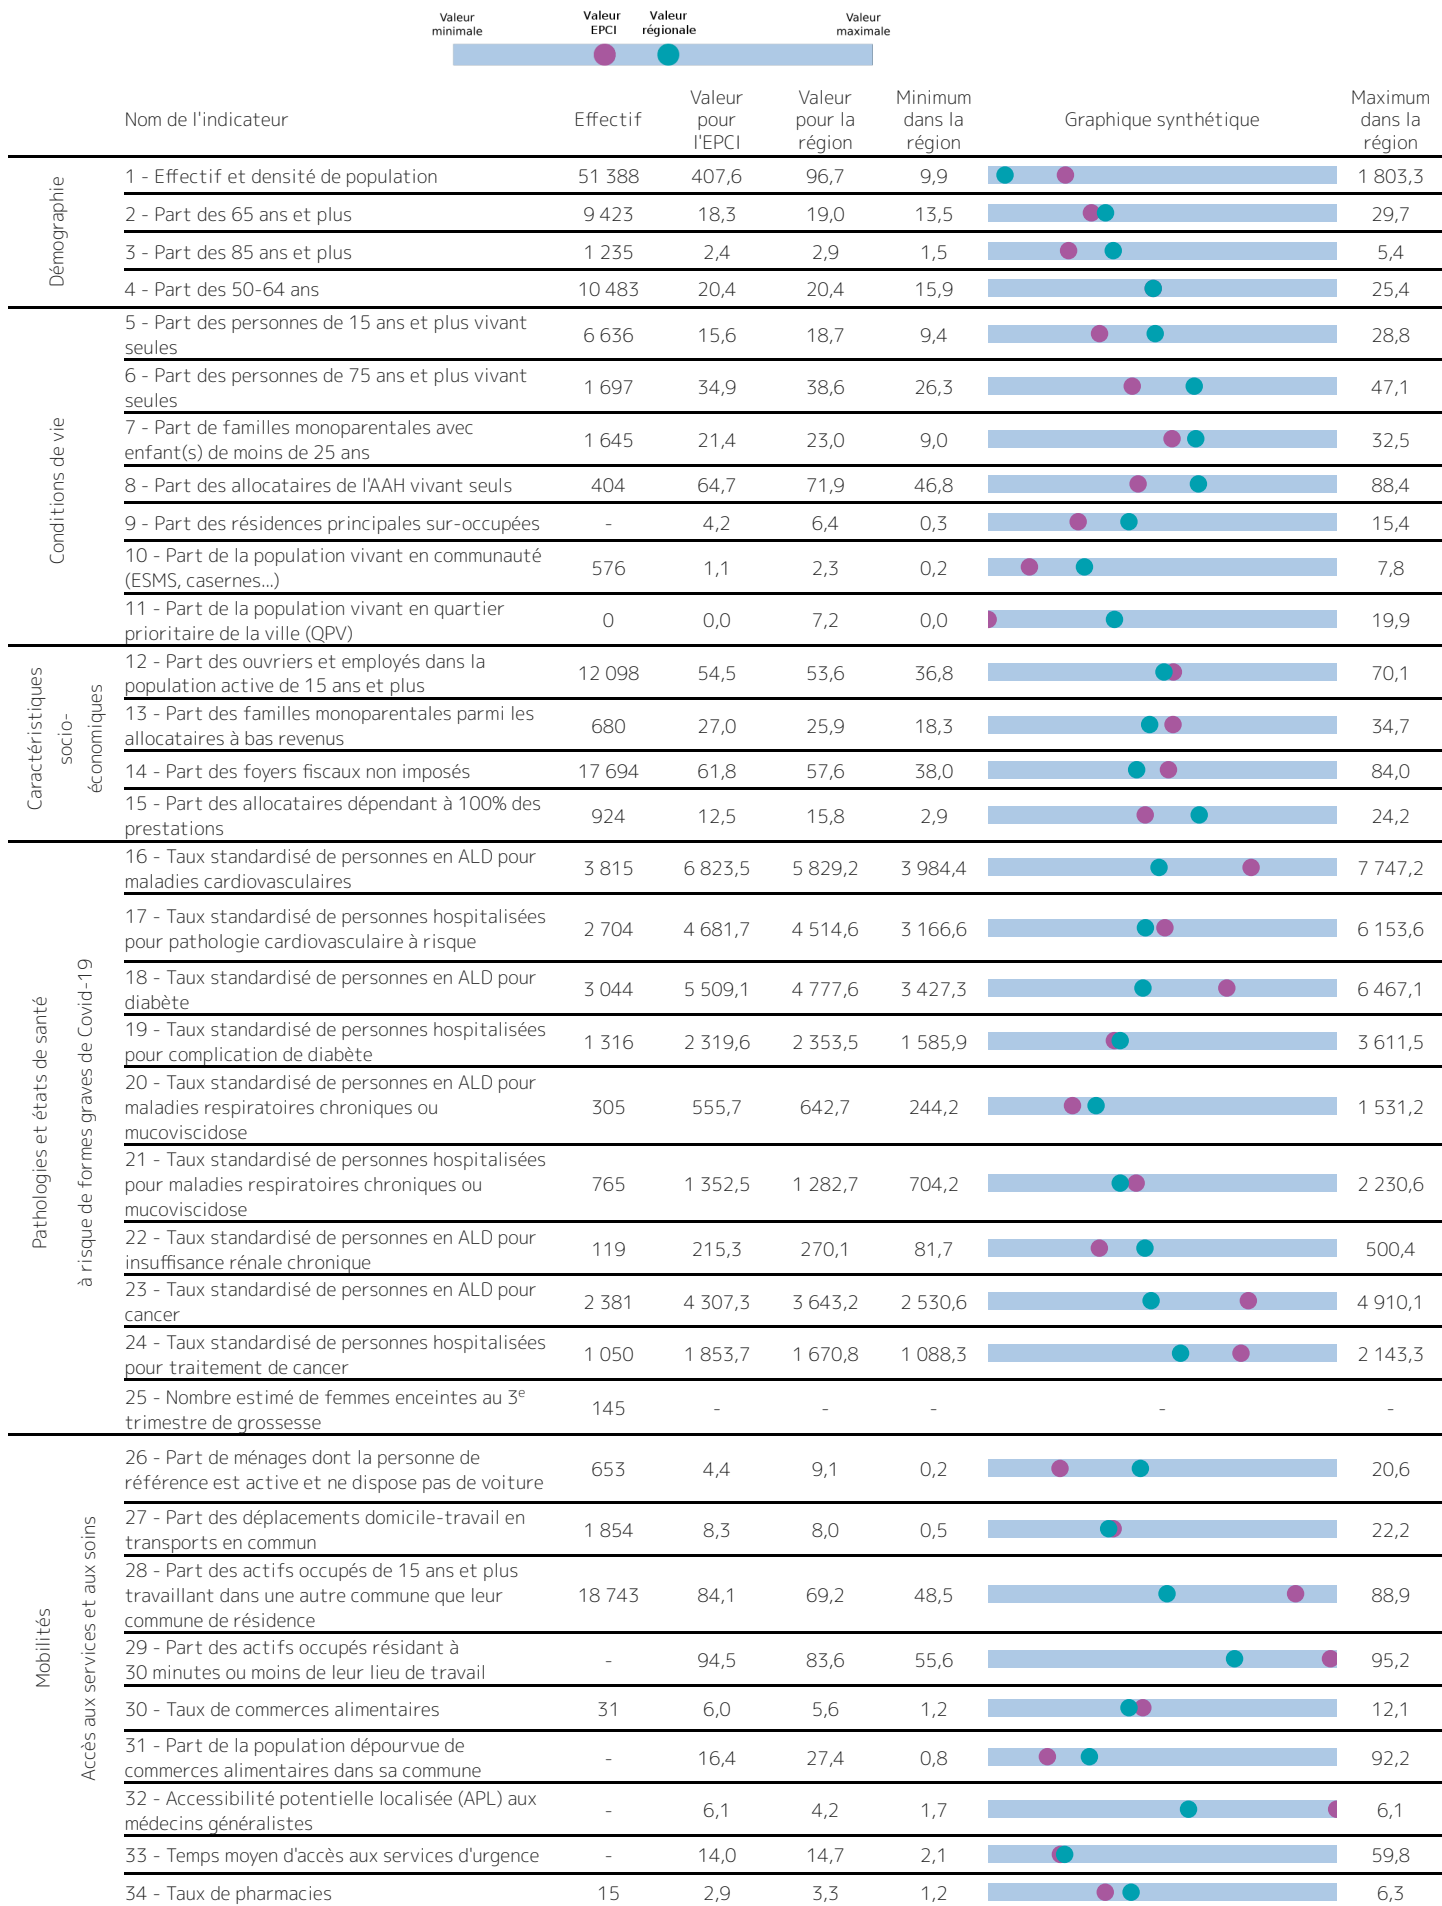 Valeur minimale
Valeur EPCI
Valeur régionale
Valeur maximale
Nom de l'indicateur Effectif Valeur pour l'EPCI Valeur pour la région Minimum dans la région Graphique synthétique Maximum dans la région
Démographie
1 - Effectif et densité de population 51 388 407,6 96,7 9,9 1 803,3
2 - Part des 65 ans et plus 9 423 18,3 19,0 13,5 29,7
3 - Part des 85 ans et plus 1 235 2,4 2,9 1,5 5,4
4 - Part des 50-64 ans 10 483 20,4 20,4 15,9 25,4
Conditions de vie
5 - Part des personnes de 15 ans et plus vivant
seules 6 636 15,6 18,7 9,4 28,8
6 - Part des personnes de 75 ans et plus vivant
seules 1 697 34,9 38,6 26,3 47,1
7 - Part de familles monoparentales avec
enfant(s) de moins de 25 ans 1 645 21,4 23,0 9,0 32,5
8 - Part des allocataires de l'AAH vivant seuls 404 64,7 71,9 46,8 88,4
9 - Part des résidences principales sur-occupées - 4,2 6,4 0,3 15,4
10 - Part de la population vivant en communauté
(ESMS, casernes...) 576 1,1 2,3 0,2 7,8
11 - Part de la population vivant en quartier
prioritaire de la ville (QPV) 0 0,0 7,2 0,0 19,9
Caractéristiques
socio-
économiques
12 - Part des ouvriers et employés dans la
population active de 15 ans et plus 12 098 54,5 53,6 36,8 70,1
13 - Part des familles monoparentales parmi les
allocataires à bas revenus 680 27,0 25,9 18,3 34,7
14 - Part des foyers fiscaux non imposés 17 694 61,8 57,6 38,0 84,0
15 - Part des allocataires dépendant à 100% des
prestations 924 12,5 15,8 2,9 24,2
Pathologies et états de santé
à risque de formes graves de Covid-19
16 - Taux standardisé de personnes en ALD pour
maladies cardiovasculaires 3 815 6 823,5 5 829,2 3 984,4 7 747,2
17 - Taux standardisé de personnes hospitalisées
pour pathologie cardiovasculaire à risque 2 704 4 681,7 4 514,6 3 166,6 6 153,6
18 - Taux standardisé de personnes en ALD pour
diabète 3 044 5 509,1 4 777,6 3 427,3 6 467,1
19 - Taux standardisé de personnes hospitalisées
pour complication de diabète 1 316 2 319,6 2 353,5 1 585,9 3 611,5
20 - Taux standardisé de personnes en ALD pour
maladies respiratoires chroniques ou
mucoviscidose 305 555,7 642,7 244,2 1 531,2
21 - Taux standardisé de personnes hospitalisées
pour maladies respiratoires chroniques ou
mucoviscidose 765 1 352,5 1 282,7 704,2 2 230,6
22 - Taux standardisé de personnes en ALD pour
insuffisance rénale chronique 119 215,3 270,1 81,7 500,4
23 - Taux standardisé de personnes en ALD pour
cancer 2 381 4 307,3 3 643,2 2 530,6 4 910,1
24 - Taux standardisé de personnes hospitalisées
pour traitement de cancer 1 050 1 853,7 1 670,8 1 088,3 2 143,3
25 - Nombre estimé de femmes enceintes au 3e
trimestre de grossesse 145 - - - - -
Mobilités
Accès aux services et aux soins
26 - Part de ménages dont la personne de
référence est active et ne dispose pas de voiture 653 4,4 9,1 0,2 20,6
27 - Part des déplacements domicile-travail en
transports en commun 1 854 8,3 8,0 0,5 22,2
28 - Part des actifs occupés de 15 ans et plus
travaillant dans une autre commune que leur
commune de résidence 18 743 84,1 69,2 48,5 88,9
29 - Part des actifs occupés résidant à
30 minutes ou moins de leur lieu de travail - 94,5 83,6 55,6 95,2
30 - Taux de commerces alimentaires 31 6,0 5,6 1,2 12,1
31 - Part de la population dépourvue de
commerces alimentaires dans sa commune - 16,4 27,4 0,8 92,2
32 - Accessibilité potentielle localisée (APL) aux
médecins généralistes - 6,1 4,2 1,7 6,1
33 - Temps moyen d'accès aux services d'urgence - 14,0 14,7 2,1 59,8
34 - Taux de pharmacies 15 2,9 3,3 1,2 6,3